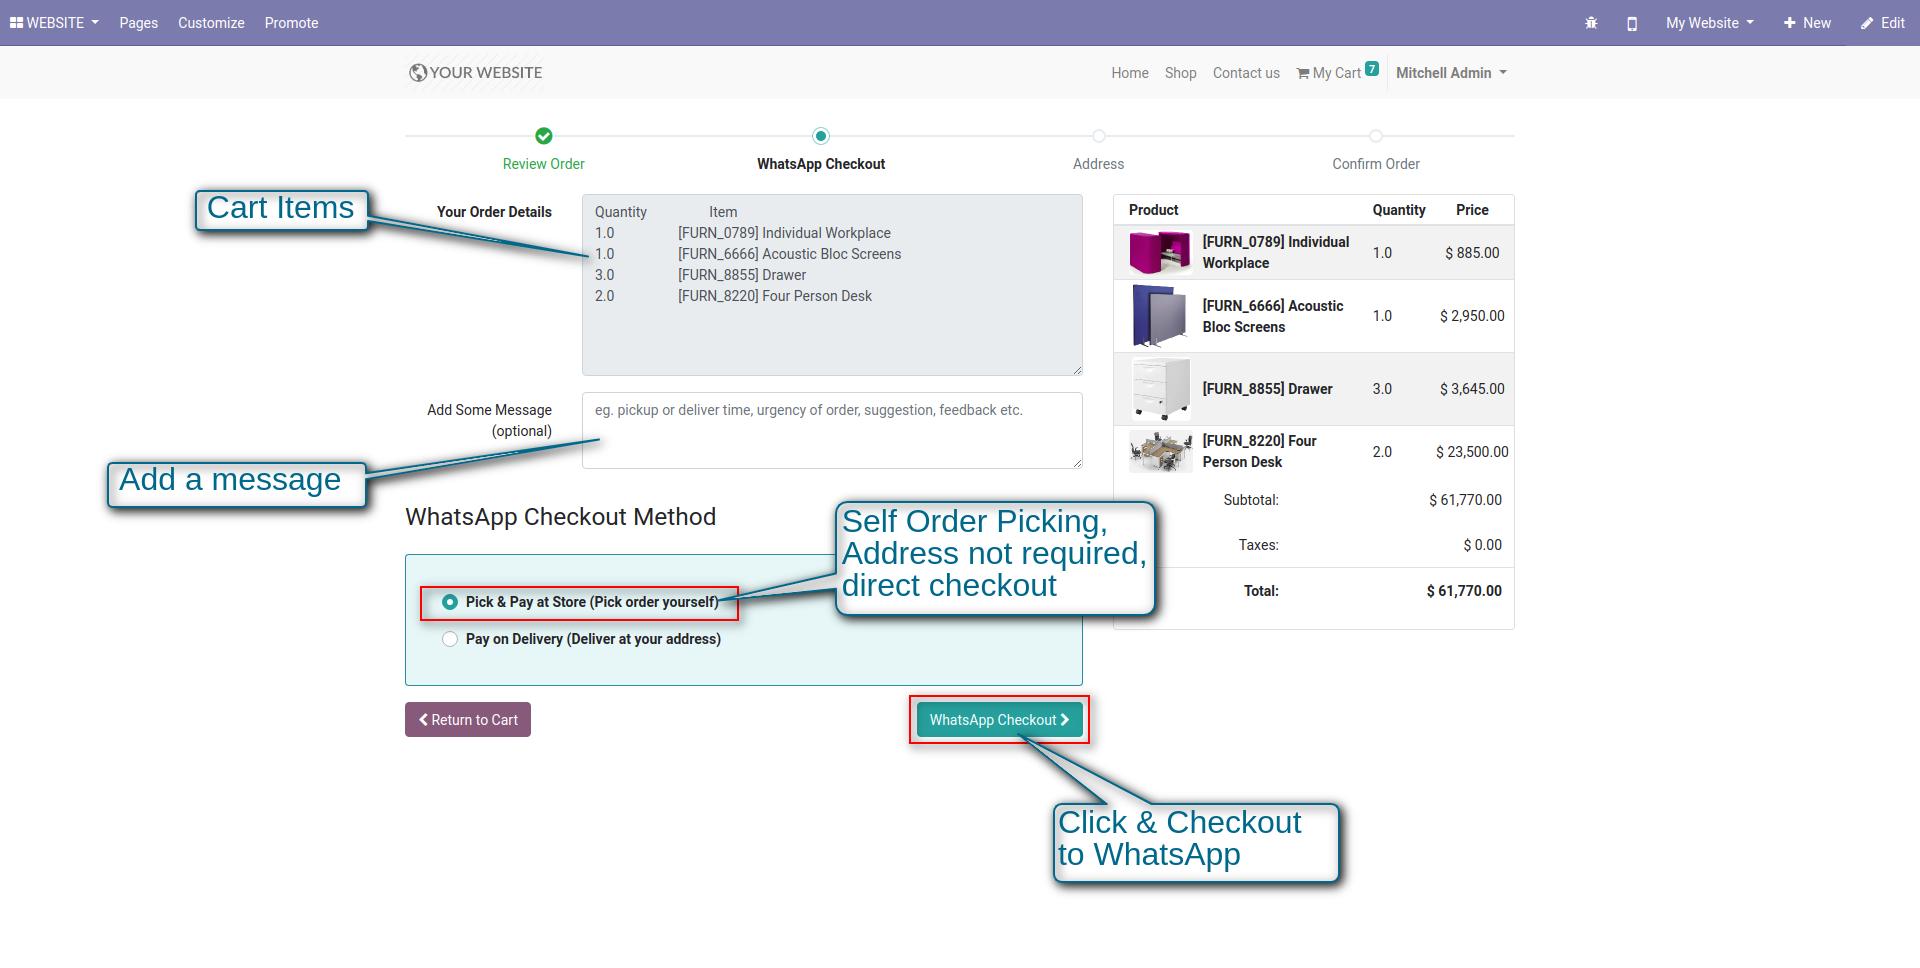 WEBSITE Pages Customize Promote My Website New Edit
YOUR WEBSITE Home Shop Contact us My Cart 7 Mitchell Admin
Review Order WhatsApp Checkout Address Confirm Order
Cart Items
Your Order Details
Quantity Item
1.0 [FURN_0789] Individual Workplace
1.0 [FURN_6666] Acoustic Bloc Screens
3.0 [FURN_8855] Drawer
2.0 [FURN_8220] Four Person Desk
Add Some Message
(optional)
eg. pickup or deliver time, urgency of order, suggestion, feedback etc.
Add a message
WhatsApp Checkout Method
Self Order Picking,
Address not required,
direct checkout
Pick & Pay at Store (Pick order yourself)
Pay on Delivery (Deliver at your address)
Return to Cart
WhatsApp Checkout
Click & Checkout
to WhatsApp
Product Quantity Price
[FURN_0789] Individual
Workplace
1.0 $ 885.00
[FURN_6666] Acoustic
Bloc Screens
1.0 $ 2,950.00
[FURN_8855] Drawer 3.0 $ 3,645.00
[FURN_8220] Four
Person Desk
2.0 $ 23,500.00
Subtotal: $ 61,770.00
Taxes: $ 0.00
Total: $ 61,770.00